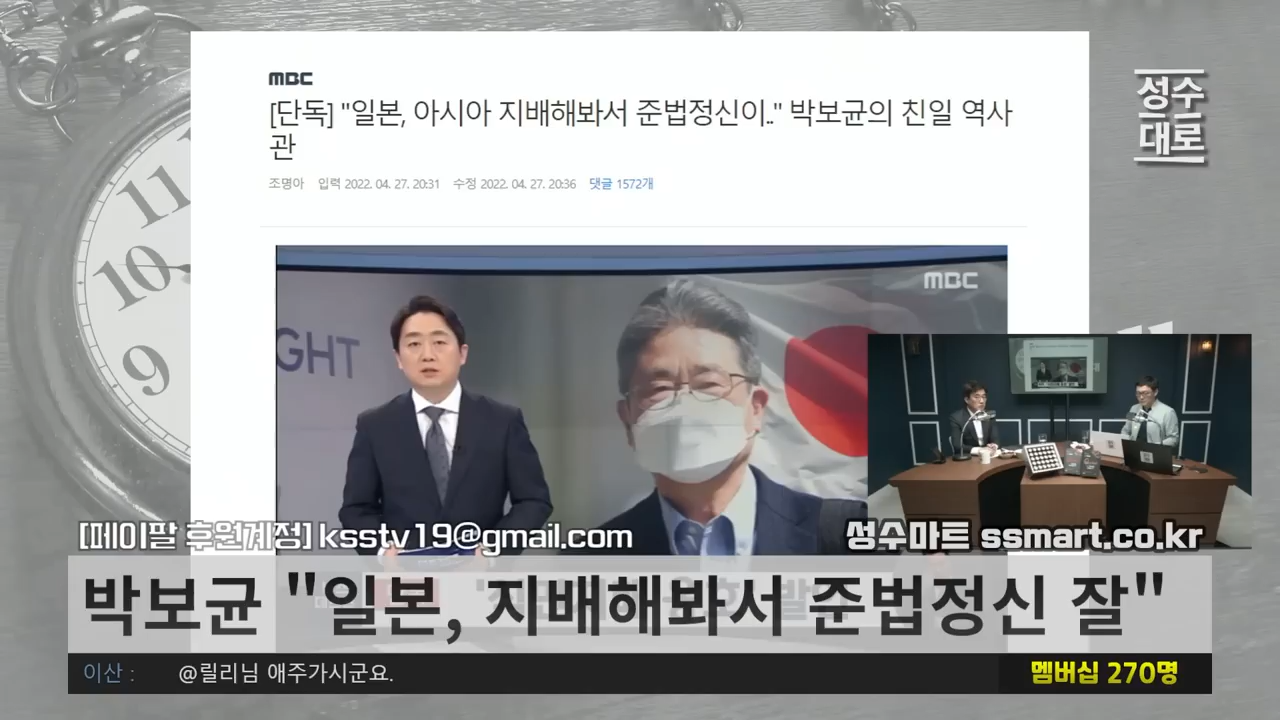 MBC
[단독] "일본, 아시아 지배해봐서 준법정신이.." 박보균의 친일 역사
관
조명아 입력 2022. 04. 27. 20:31 수정 2022. 04. 27. 20:36 댓글 1572개
성수
대로
11
10
9
GHT
MBC
[페이팔 후원계정] ksstv19@gmail.com
성수마트 ssmart.co.kr
박보균 "일본, 지배해봐서 준법정신 잘"
이산 : @릴리님 애주가시군요.
멤버십 270명